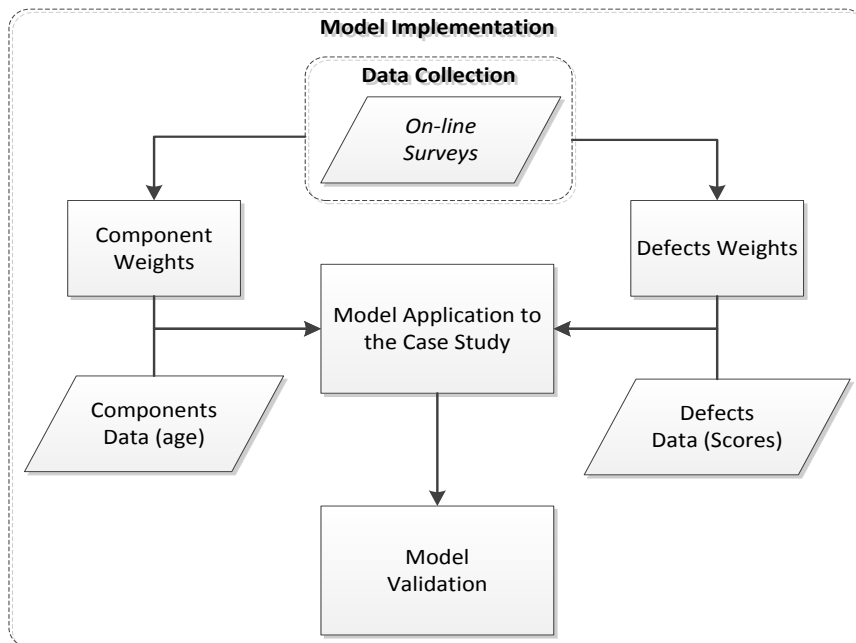 Model Implementation
Data Collection
On-line
Surveys
Component
Weights
Defects Weights
Model Application to
the Case Study
Components
Data (age)
Defects
Data (Scores)
Model
Validation